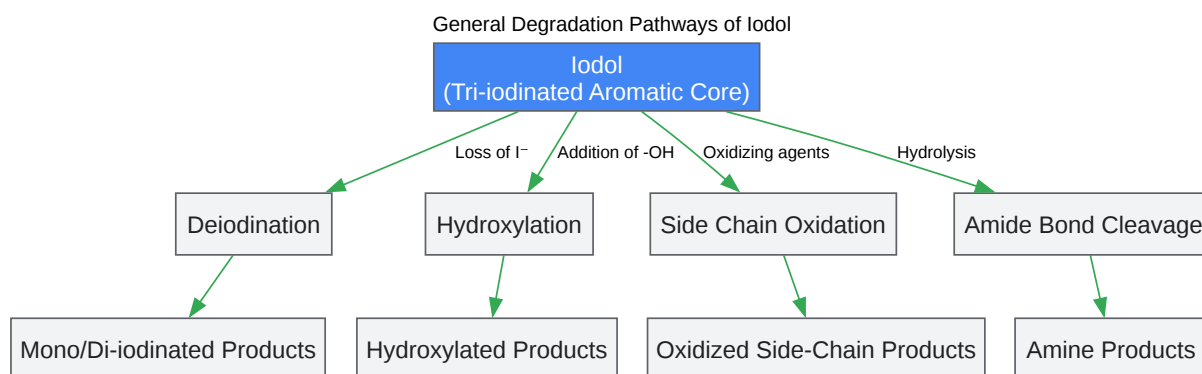 General Degradation Pathways of Iodol
Iodol
(Tri-iodinated Aromatic Core)
Loss of I⁻
Addition of -OH
Oxidizing agents
Hydrolysis
Deiodination
Hydroxylation
Side Chain Oxidation
Amide Bond Cleavage
Mono/Di-iodinated Products
Hydroxylated Products
Oxidized Side-Chain Products
Amine Products